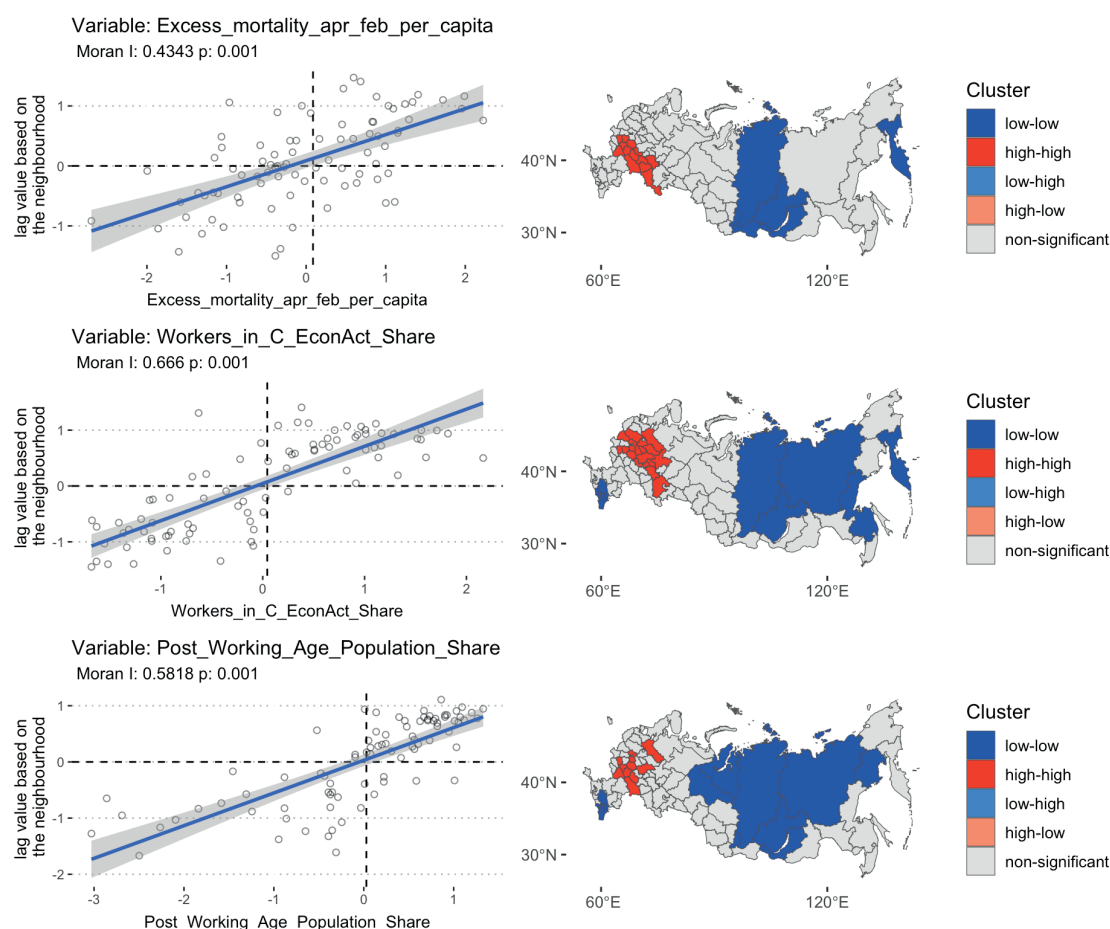 Variable: Excess_mortality_apr_feb_per_capita
Moran I: 0.4343 p: 0.001
lag value based on
the neighbourhood
1
0
-1
-2
-1
0
1
2
Excess_mortality_apr_feb_per_capita
40°N
30°N
60°E
120°E
Cluster
low-low
high-high
low-high
high-low
non-significant
Variable: Workers_in_C_EconAct_Share
Moran I: 0.666 p: 0.001
lag value based on
the neighbourhood
1
0
-1
-1
0
1
2
Workers_in_C_EconAct_Share
40°N
30°N
60°E
120°E
Cluster
low-low
high-high
low-high
high-low
non-significant
Variable: Post_Working_Age_Population_Share
Moran I: 0.5818 p: 0.001
lag value based on
the neighbourhood
1
0
-1
-2
-3
-2
-1
0
1
Post_Working_Age_Population_Share
40°N
30°N
60°E
120°E
Cluster
low-low
high-high
low-high
high-low
non-significant